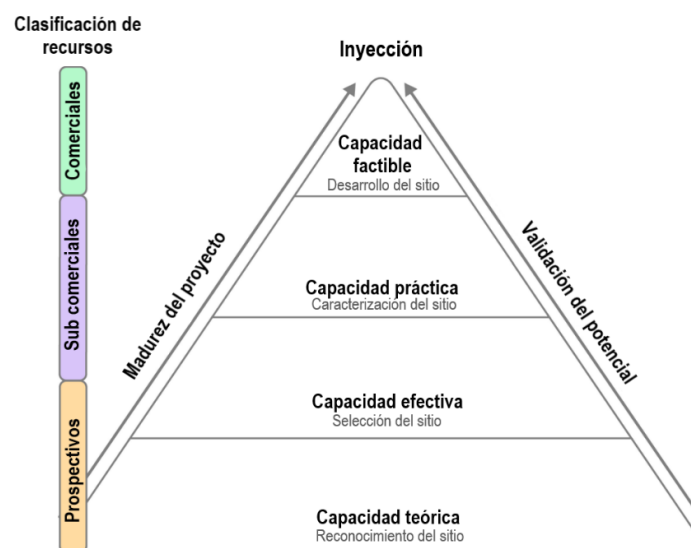 Clasificación de
recursos
Inyección
Comerciales
Capacidad
factible
Desarrollo del sitio
Madurez del proyecto
Validación del potencial
Sub comerciales
Capacidad práctica
Caracterización del sitio
Capacidad efectiva
Selección del sitio
Prospectivos
Capacidad teórica
Reconocimiento del sitio